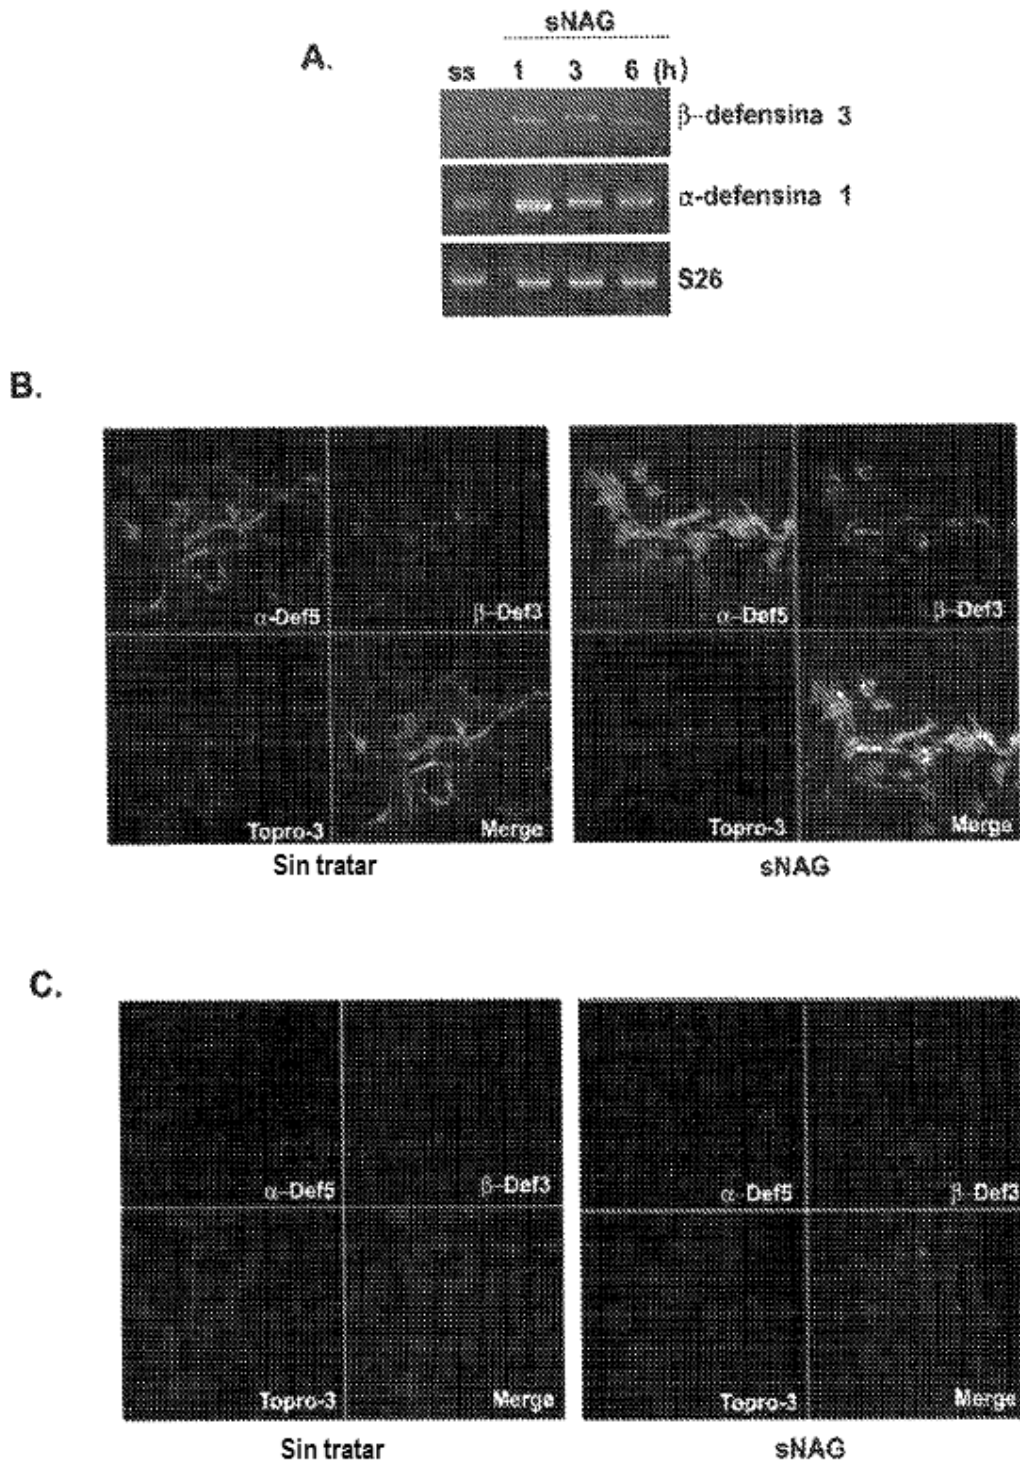 A.
sNAG
ss 1 3 6 (h)
β-defensina 3
α-defensina 1
S26
B.
α-Def5 β-Def3 α-Def5 β-Def3
Topro-3 Merge Topro-3 Merge
Sin tratar sNAG
C.
α-Def5 β-Def3 α-Def5 β-Def3
Topro-3 Merge Topro-3 Merge
Sin tratar sNAG